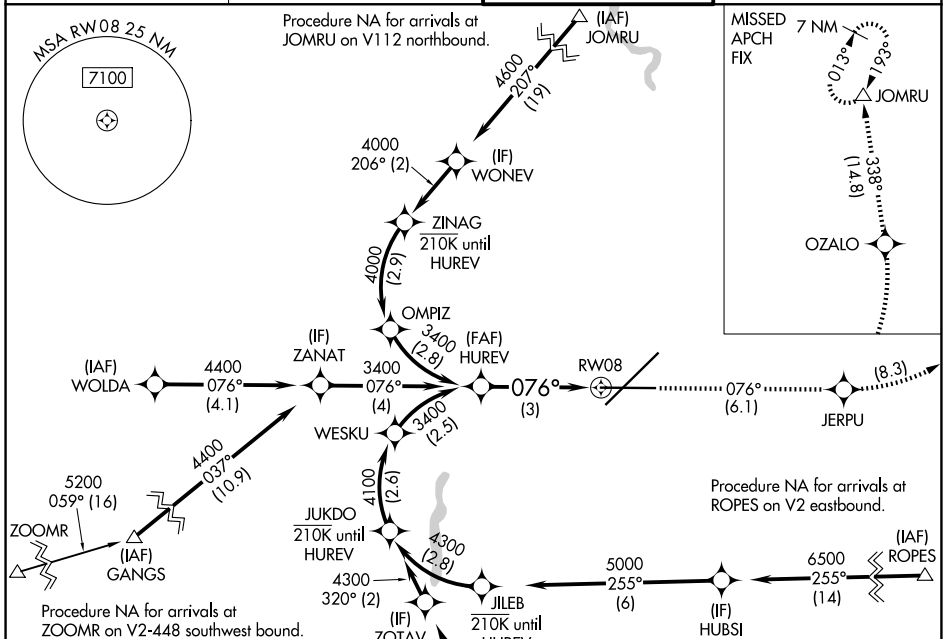 Procedure NA for arrivals at
JOMRU on V112 northbound.
(IAF)
JOMRU
MISSED
APCH
FIX
7 NM
013°
193°
JOMRU
338°
(14.8)
OZALO
MSA RW08 25 NM
7100
4600
207°
(19)
4000
206° (2)
(IF)
WONEV
ZINAG
210K until
HUREV
4000
(2.9)
OMPIZ
3400
(2.8)
(FAF)
HUREV
(IAF)
WOLDA
4400
076°
(4.1)
(IF)
ZANAT
3400
076°
(4)
076°
(3)
RW08
076°
(6.1)
JERPU
(8.3)
WESKU
3400
(2.5)
4400
037°
(10.9)
5200
059° (16)
ZOOMR
(IAF)
GANGS
4100
(2.6)
JUKDO
210K until
HUREV
4300
(2.8)
4300
320° (2)
(IF)
ZOTAV
JILEB
210K until
HUREV
5000
255°
(6)
(IF)
HUBSI
6500
255°
(14)
(IAF)
ROPES
Procedure NA for arrivals at
ROPES on V2 eastbound.
Procedure NA for arrivals at
ZOOMR on V2-448 southwest bound.